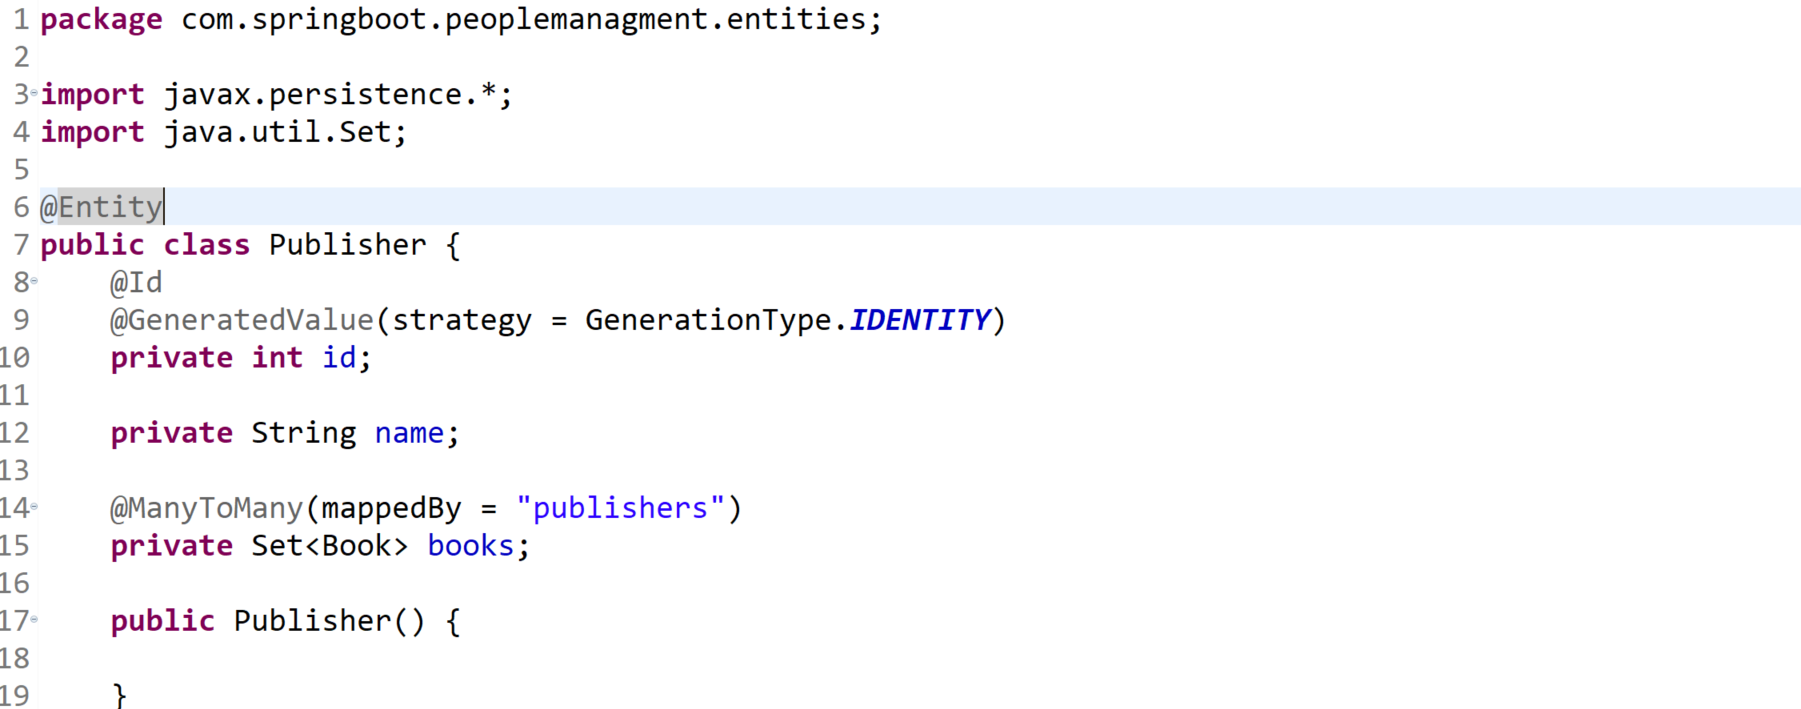 1 package com.springboot.peoplemanagment.entities;
2
3 import javax.persistence.*;
4 import java.util.Set;
5
6 @Entity
7 public class Publisher {
8     @Id
9     @GeneratedValue(strategy = GenerationType.IDENTITY)
10     private int id;
11
12     private String name;
13
14     @ManyToMany(mappedBy = "publishers")
15     private Set<Book> books;
16
17     public Publisher() {
18
19     }